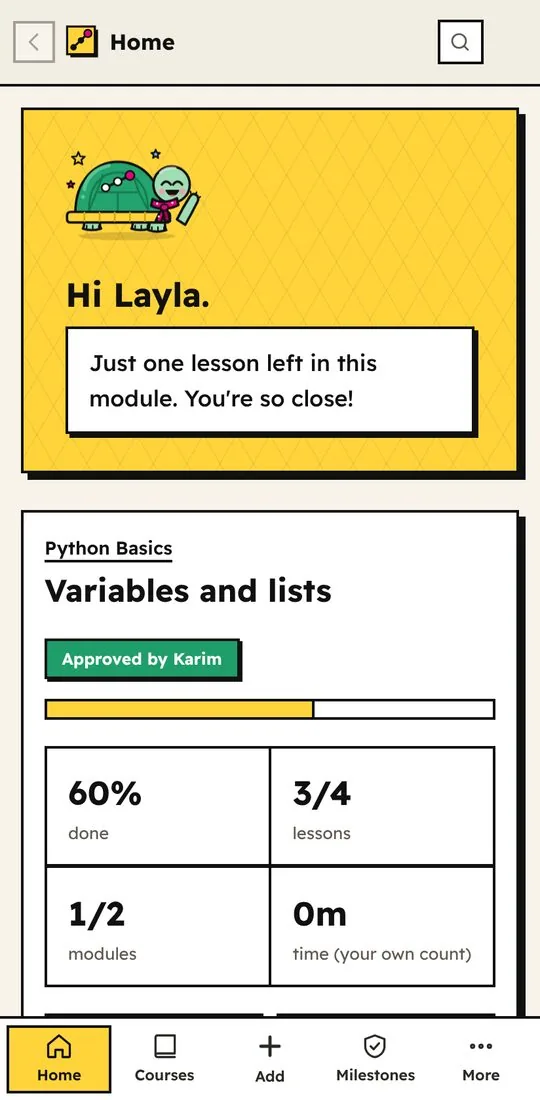 Home
Hi Layla.
Just one lesson left in this
module. You're so close!
Python Basics
Variables and lists
Approved by Karim
60%
done
3/4
lessons
1/2
modules
0m
time (your own count)
Home
Courses
Add
Milestones
More